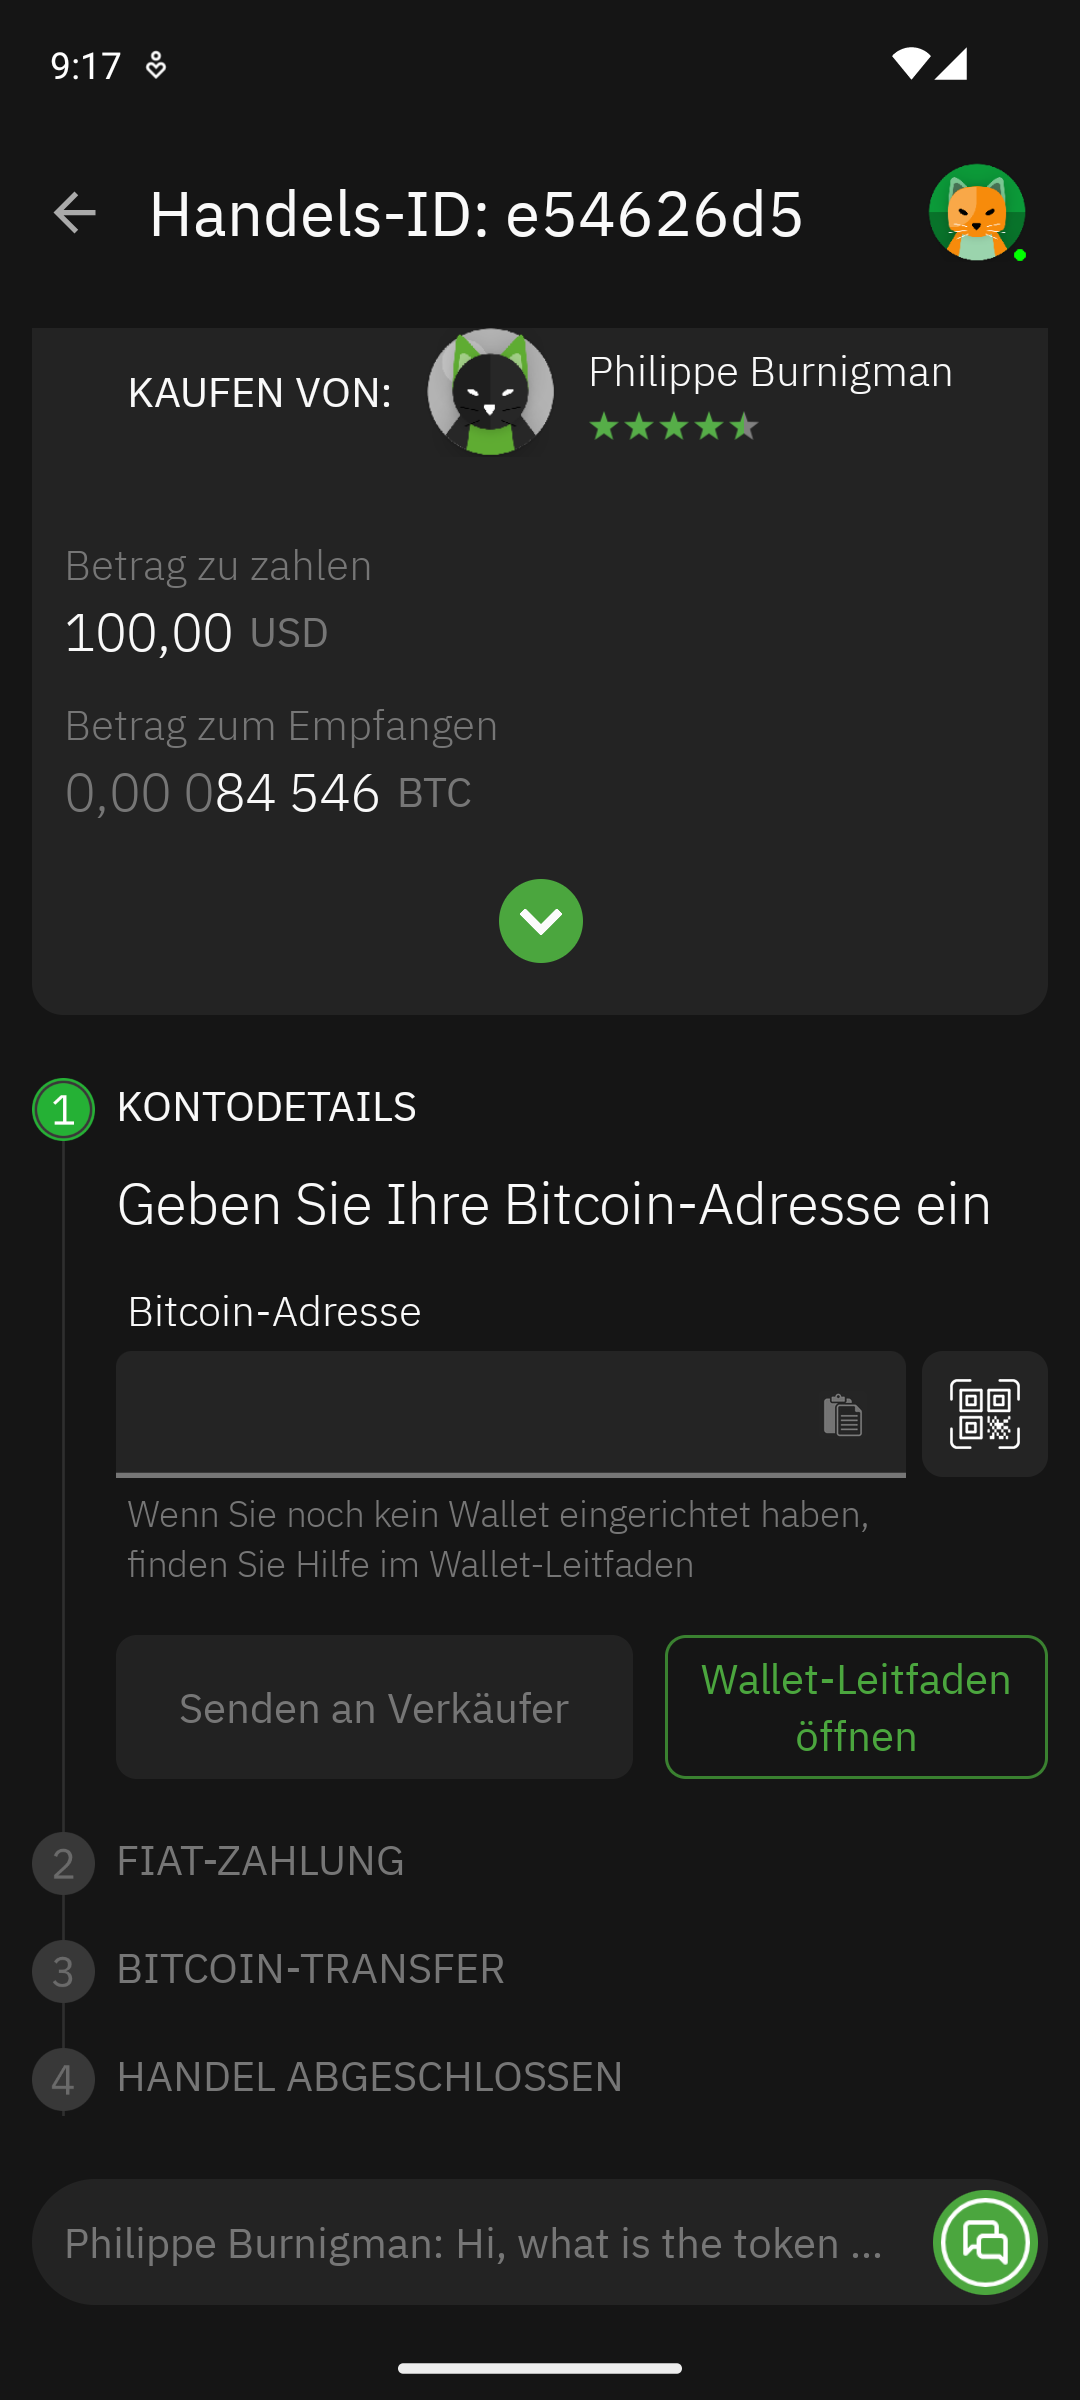 9:17
Handels-ID: e54626d5
KAUFEN VON:
Philippe Burnigman
Betrag zu zahlen
100,00 USD
Betrag zum Empfangen
0,00 084 546 BTC
1 KONTODETAILS
Geben Sie Ihre Bitcoin-Adresse ein
Bitcoin-Adresse
Wenn Sie noch kein Wallet eingerichtet haben,
finden Sie Hilfe im Wallet-Leitfaden
Senden an Verkäufer
Wallet-Leitfaden
öffnen
2 FIAT-ZAHLUNG
3 BITCOIN-TRANSFER
4 HANDEL ABGESCHLOSSEN
Philippe Burnigman: Hi, what is the token ...